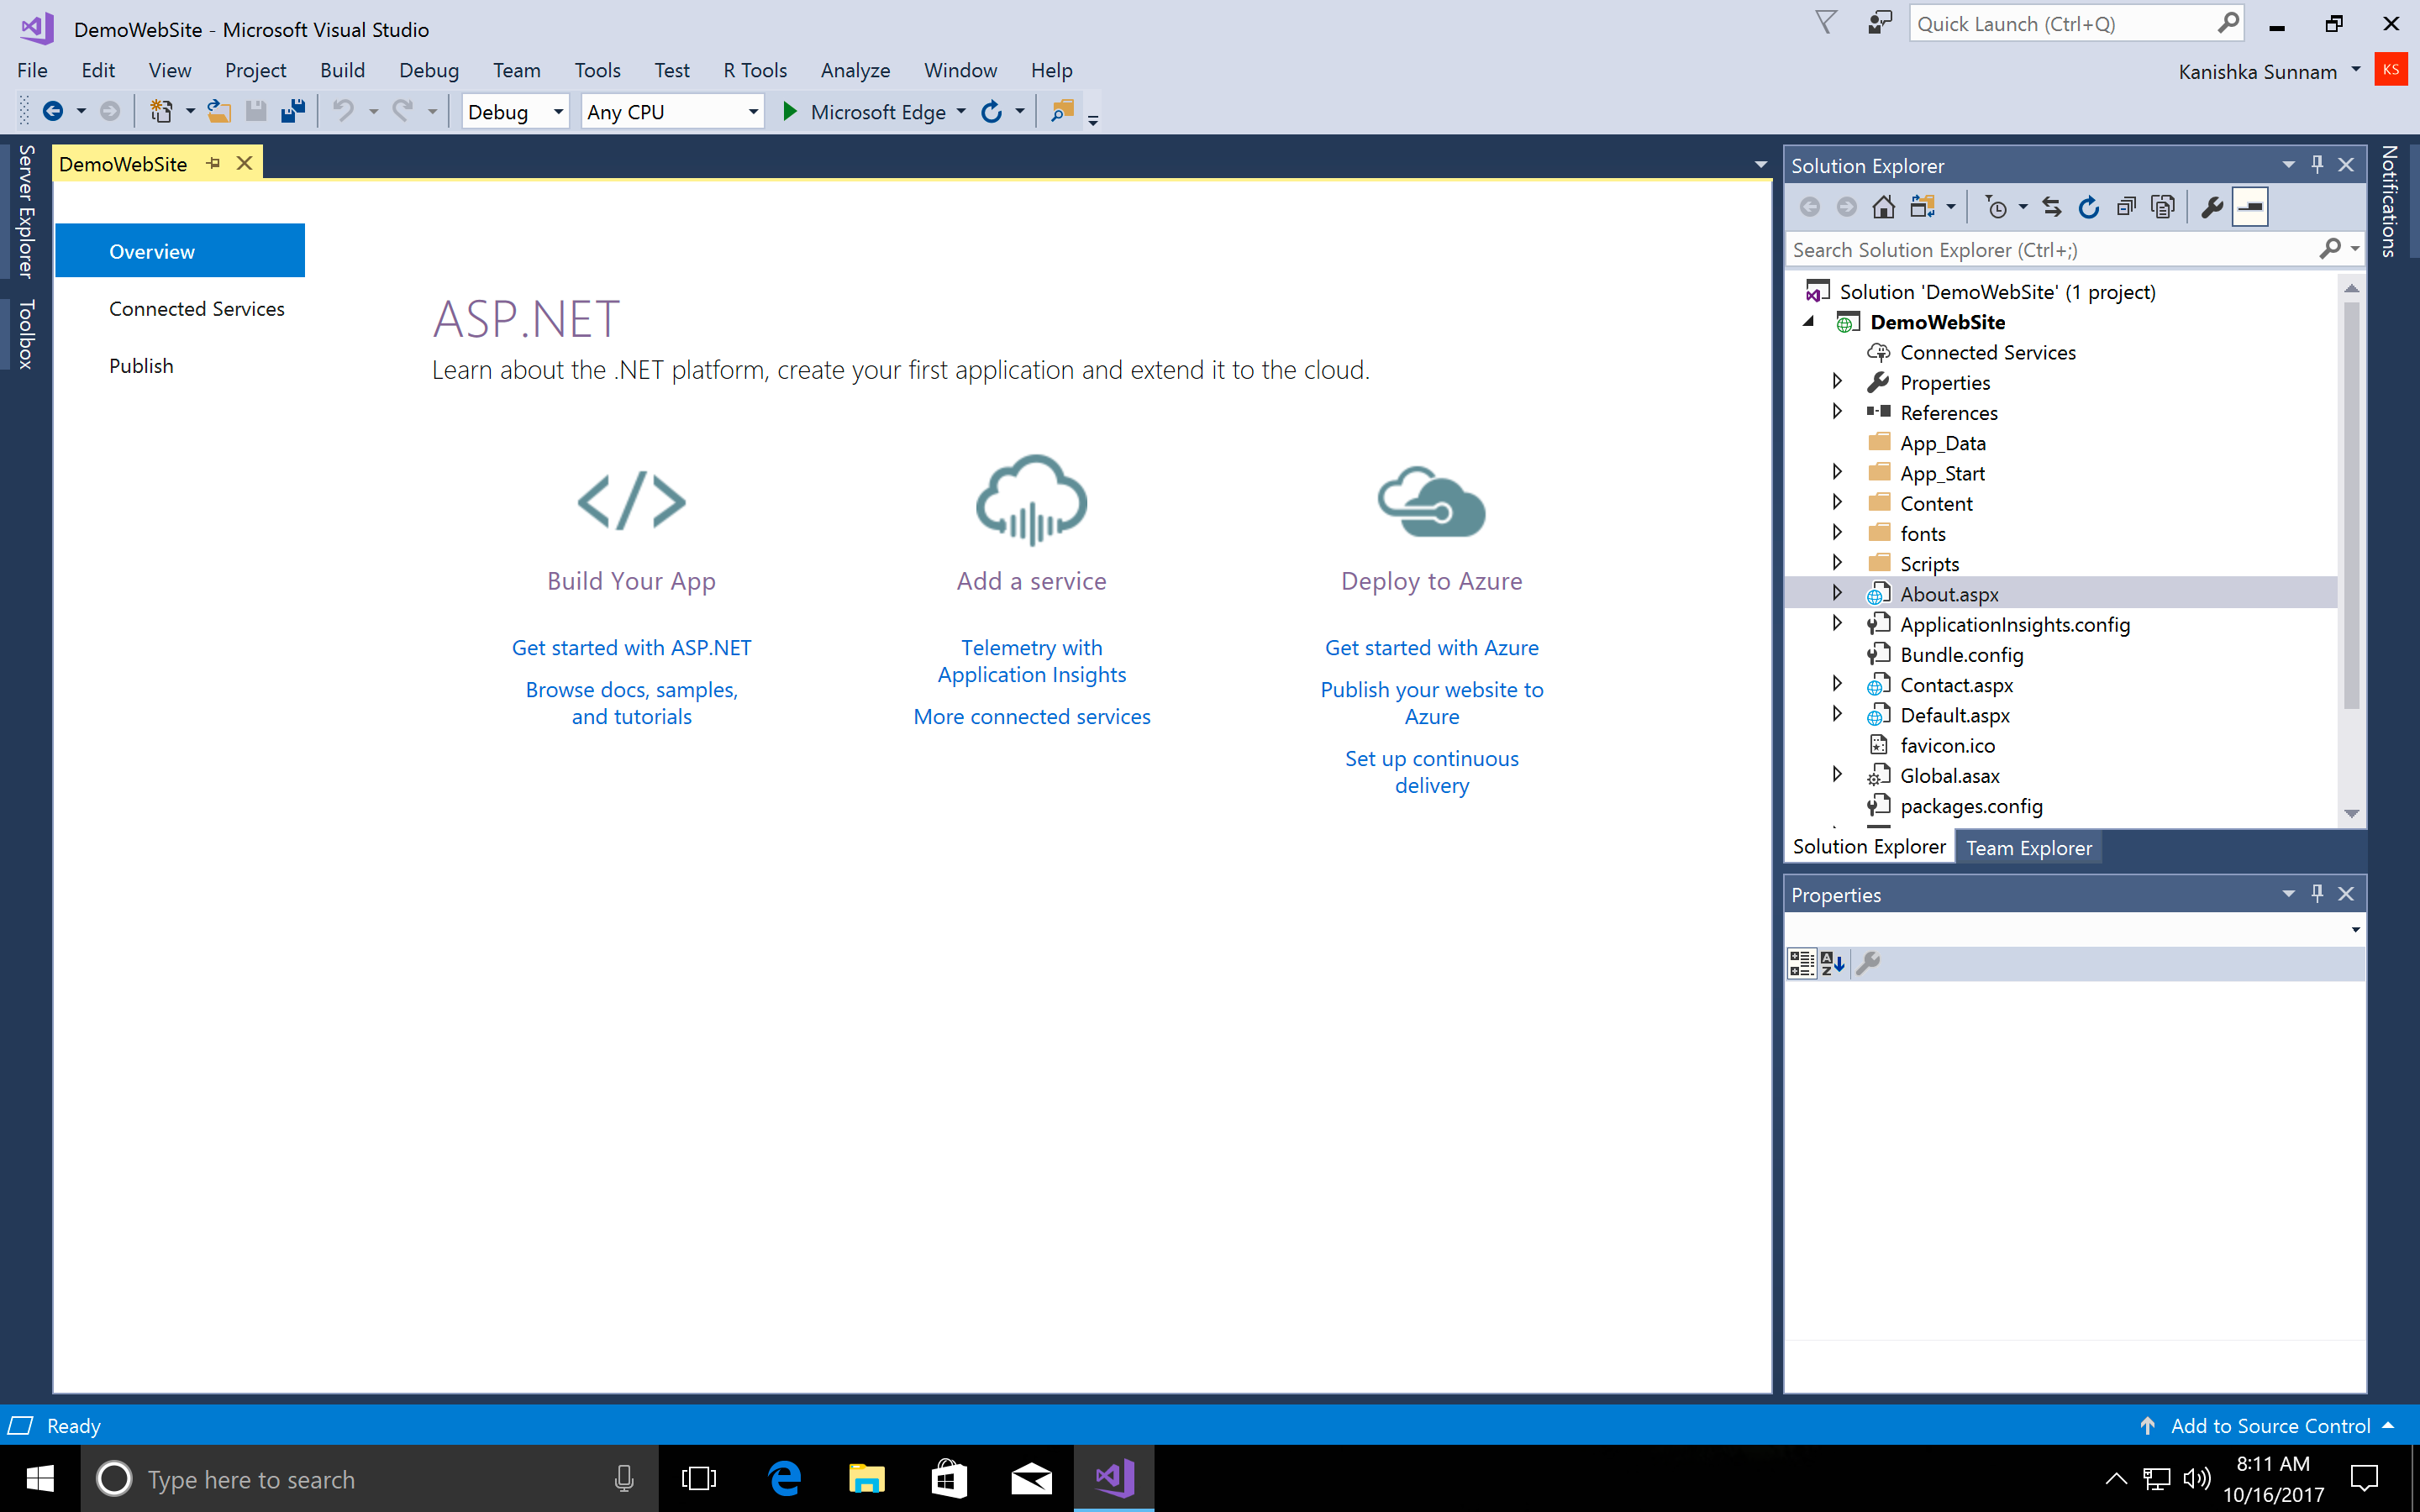 DemoWebSite - Microsoft Visual Studio
Quick Launch (Ctrl+Q)
File Edit View Project Build Debug Team Tools Test R Tools Analyze Window Help
Kanishka Sunnam KS
Debug Any CPU Microsoft Edge
Server Explorer
Toolbox
DemoWebSite
Overview
Connected Services
Publish
ASP.NET
Learn about the .NET platform, create your first application and extend it to the cloud.
Build Your App
Get started with ASP.NET
Browse docs, samples,
and tutorials
Add a service
Telemetry with
Application Insights
More connected services
Deploy to Azure
Get started with Azure
Publish your website to
Azure
Set up continuous
delivery
Solution Explorer
Search Solution Explorer (Ctrl+;)
Solution 'DemoWebSite' (1 project)
DemoWebSite
Connected Services
Properties
References
App_Data
App_Start
Content
fonts
Scripts
About.aspx
ApplicationInsights.config
Bundle.config
Contact.aspx
Default.aspx
favicon.ico
Global.asax
packages.config
Solution Explorer Team Explorer
Properties
Notifications
Ready
Add to Source Control
Type here to search
8:11 AM
10/16/2017